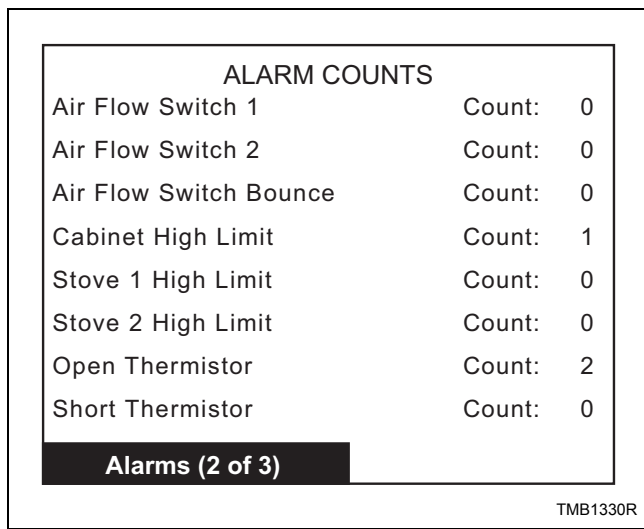 ALARM COUNTS
Air Flow Switch 1 Count: 0
Air Flow Switch 2 Count: 0
Air Flow Switch Bounce Count: 0
Cabinet High Limit Count: 1
Stove 1 High Limit Count: 0
Stove 2 High Limit Count: 0
Open Thermistor Count: 2
Short Thermistor Count: 0
Alarms (2 of 3)
TMB1330R